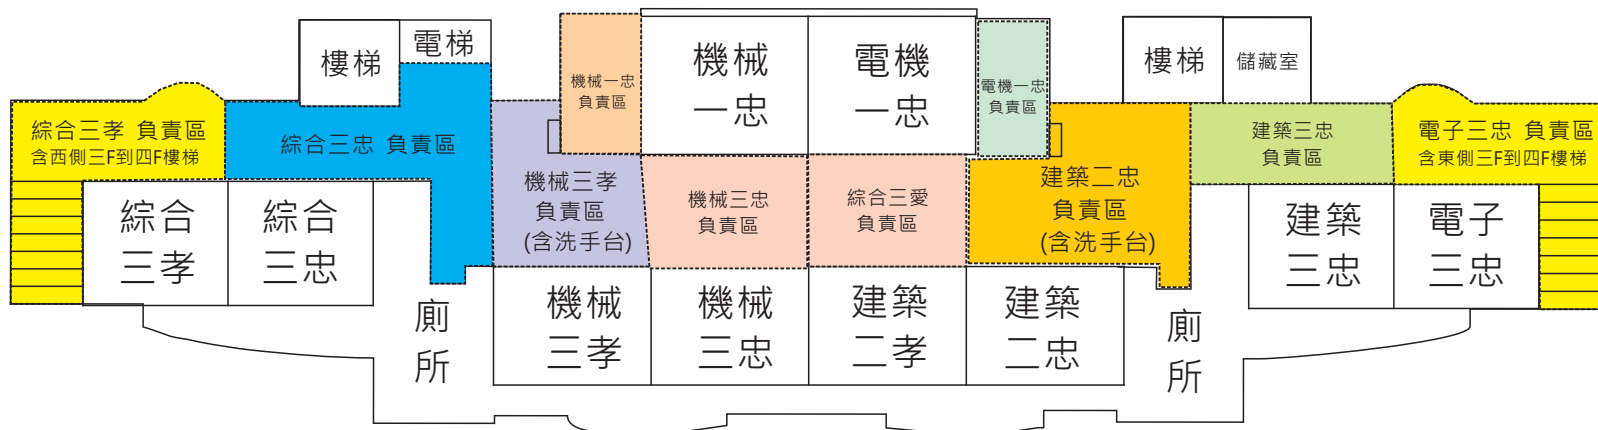 樓梯
電梯
機械一忠
負責區
機械
一忠
電機
一忠
電機一忠
負責區
樓梯
儲藏室
綜合三孝 負責區
含西側三F到四F樓梯
綜合三忠 負責區
機械三孝
負責區
(含洗手台)
機械三忠
負責區
綜合三愛
負責區
建築二忠
負責區
(含洗手台)
建築三忠
負責區
電子三忠 負責區
含東側三F到四F樓梯
綜合
三孝
綜合
三忠
廁
所
機械
三孝
機械
三忠
建築
二孝
建築
二忠
廁
所
建築
三忠
電子
三忠